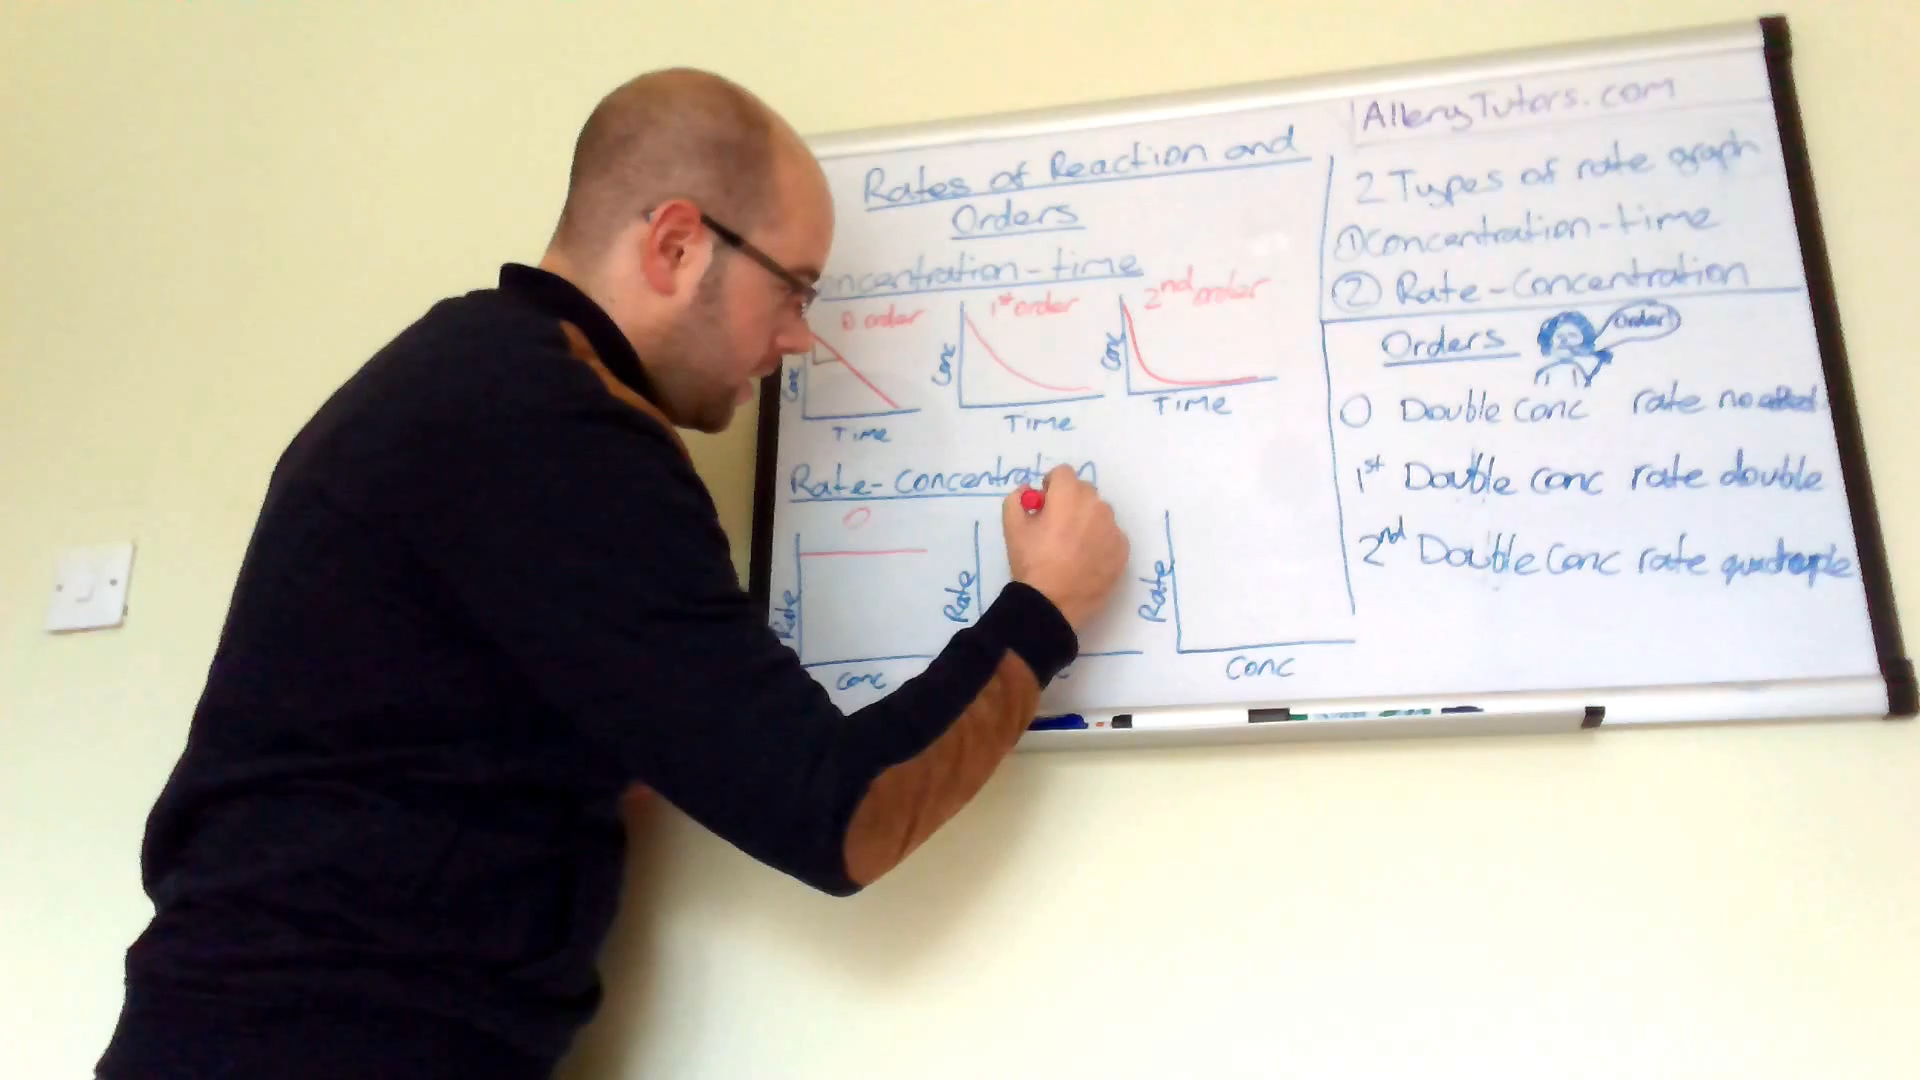 AlleryTutors.com
Rates of Reaction and
Orders
oncentration-time
0 order
1st order
2nd order
Conc
Time
Conc
Time
Conc
Time
Rate-Concentration
0
Rate
Conc
Rate
Rate
Conc
2 Types of rate graph
① Concentration-time
② Rate-Concentration
Orders
Order!
0 Double conc rate no
1st Double conc rate double
2nd Double conc rate quadruple